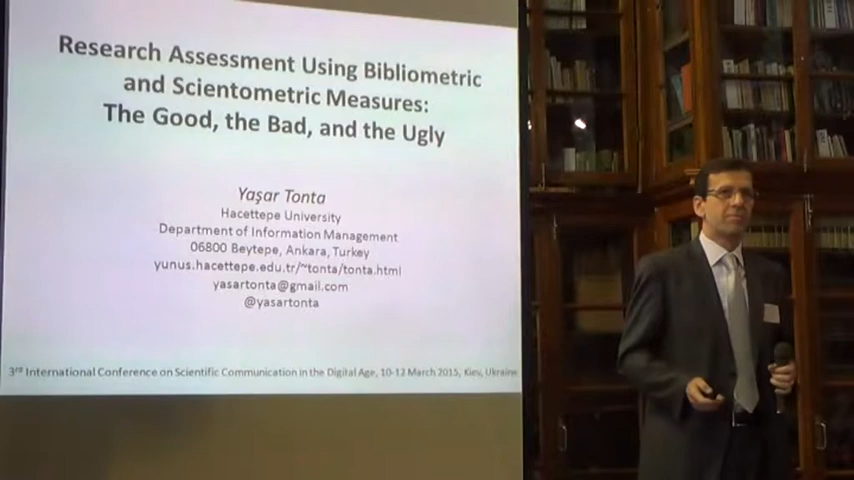 Research Assessment Using Bibliometric
and Scientometric Measures:
The Good, the Bad, and the Ugly
Yaşar Tonta
Hacettepe University
Department of Information Management
06800 Beytepe, Ankara, Turkey
yunus.hacettepe.edu.tr/~tonta/tonta.html
yasartonta@gmail.com
@yasartonta
3rd International Conference on Scientific Communication in the Digital Age, 10-12 March 2015, Kiev, Ukraine